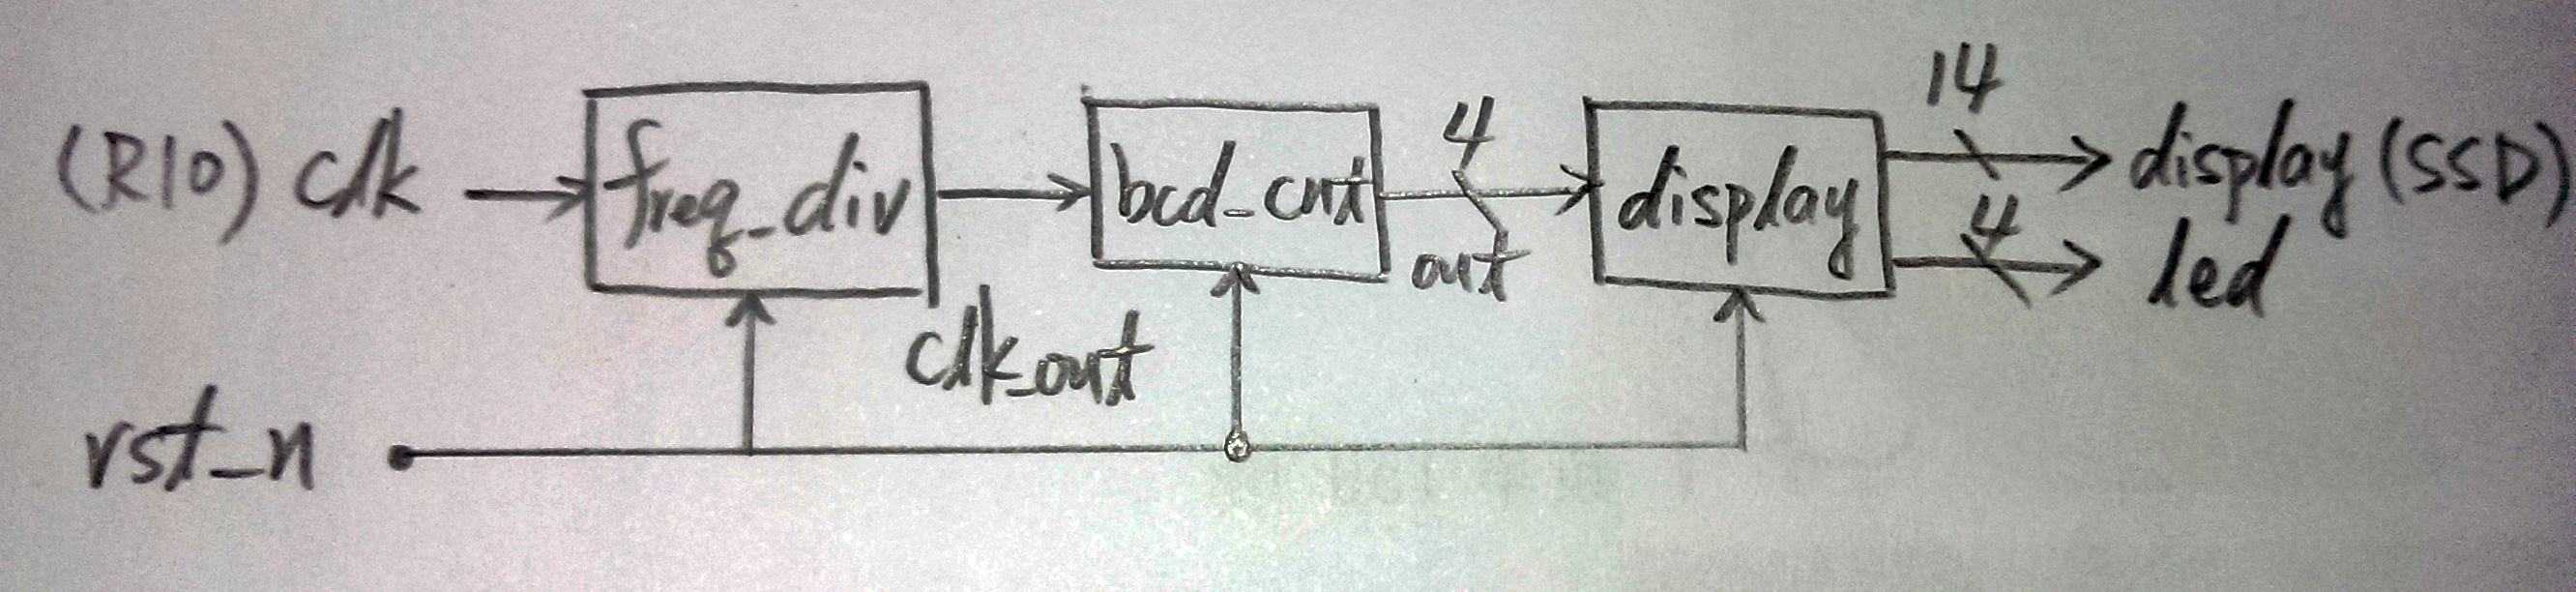 14
(R10) clk freq_div bcd_cnt 4 display display (SSD)
out 4 led
clk_out
rst_n